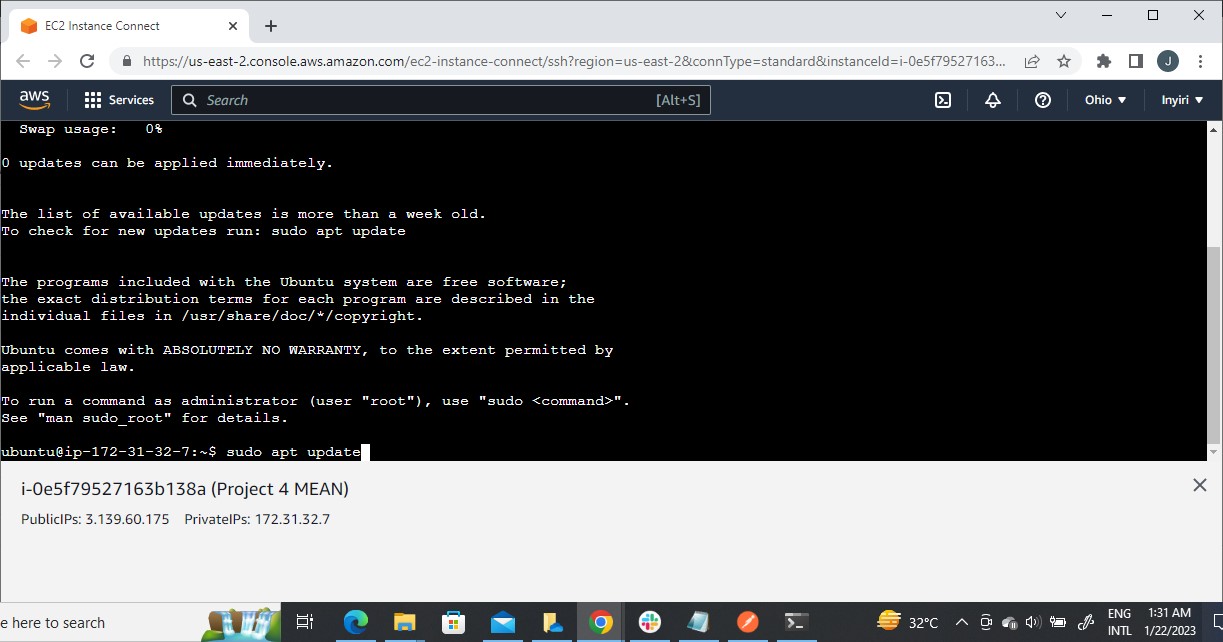 EC2 Instance Connect
https://us-east-2.console.aws.amazon.com/ec2-instance-connect/ssh?region=us-east-2&connType=standard&instanceId=i-0e5f79527163...
J
aws
Services
Search
[Alt+S]
Ohio
Inyiri
Swap usage: 0%
0 updates can be applied immediately.
The list of available updates is more than a week old.
To check for new updates run: sudo apt update
The programs included with the Ubuntu system are free software;
the exact distribution terms for each program are described in the
individual files in /usr/share/doc/*/copyright.
Ubuntu comes with ABSOLUTELY NO WARRANTY, to the extent permitted by
applicable law.
To run a command as administrator (user "root"), use "sudo <command>".
See "man sudo_root" for details.
ubuntu@ip-172-31-32-7:~$ sudo apt update
i-0e5f79527163b138a (Project 4 MEAN)
PublicIPs: 3.139.60.175 PrivateIPs: 172.31.32.7
e here to search
32°C
ENG
INTL
1:31 AM
1/22/2023